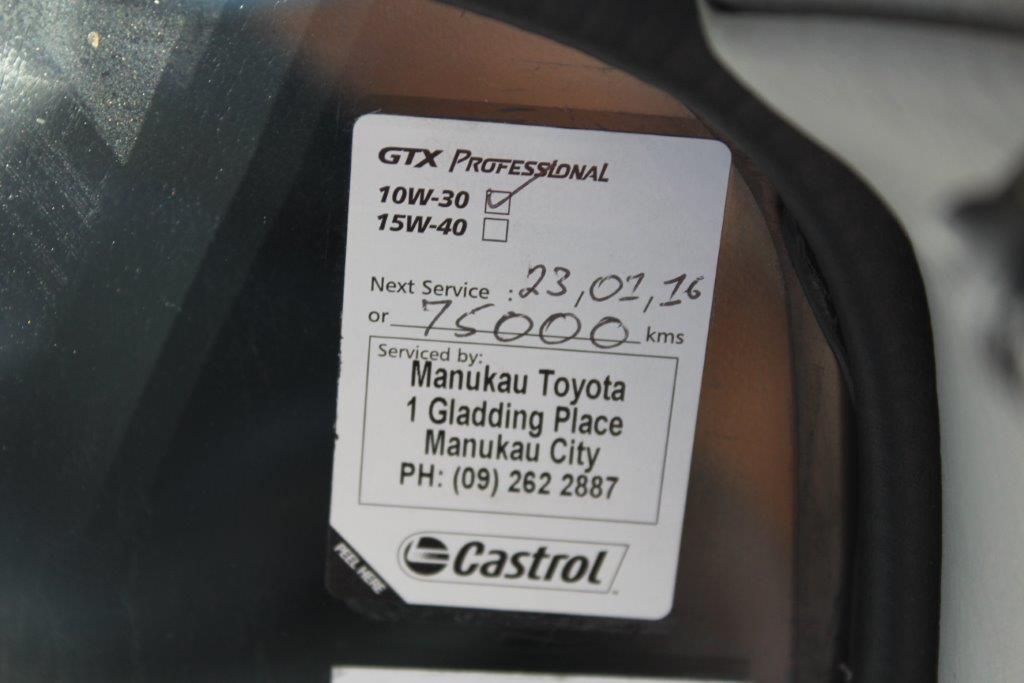 GTX PROFESSIONAL
10W-30
15W-40
Next Service : 23,01,16
or 75000 kms
Serviced by:
Manukau Toyota
1 Gladding Place
Manukau City
PH: (09) 262 2887
PEEL HERE
Castrol